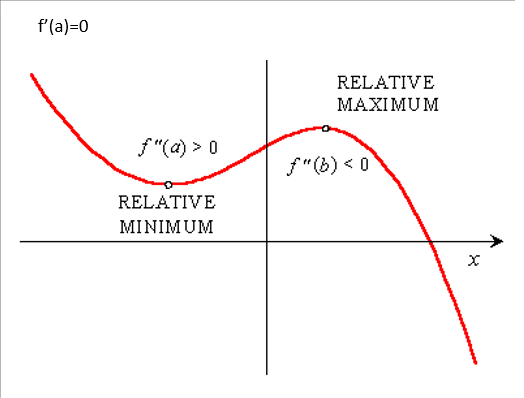 f’(a)=0
RELATIVE
MAXIMUM
f "(a) > 0
f "(b) < 0
RELATIVE
MINIMUM
x